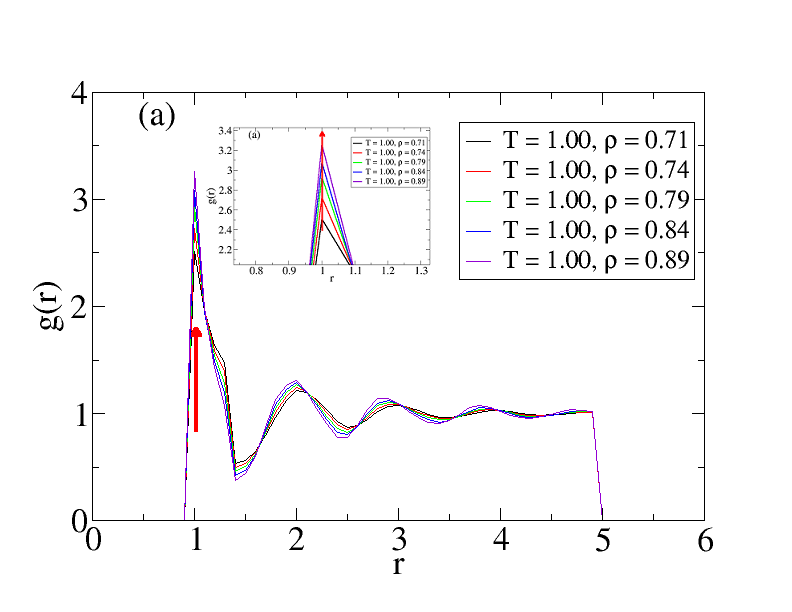 4
3
2
1
0
g(r)
(a)
T = 1.00, ρ = 0.71
T = 1.00, ρ = 0.74
T = 1.00, ρ = 0.79
T = 1.00, ρ = 0.84
T = 1.00, ρ = 0.89
3.4
3.2
3
2.8
2.6
2.4
2.2
g(r)
(a)
T = 1.00, ρ = 0.71
T = 1.00, ρ = 0.74
T = 1.00, ρ = 0.79
T = 1.00, ρ = 0.84
T = 1.00, ρ = 0.89
0.8 0.9 1 1.1 1.2 1.3
r
0 1 2 3 4 5 6
r